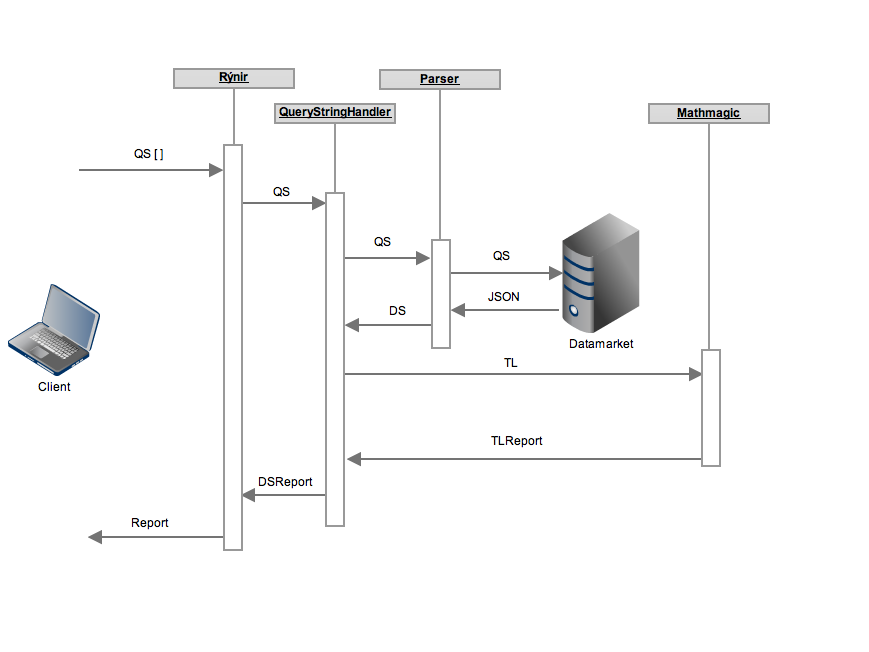 Rýnir
Parser
QueryStringHandler
Mathmagic
QS [ ]
QS
QS
QS
JSON
DS
Datamarket
TL
Client
TLReport
DSReport
Report